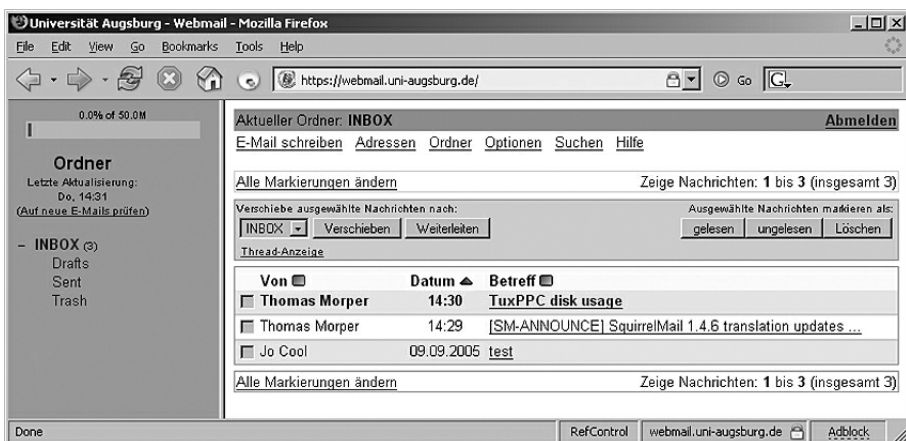 Universität Augsburg - Webmail - Mozilla Firefox
File Edit View Go Bookmarks Tools Help
https://webmail.uni-augsburg.de/ Go G
0.0% of 50.0M
Ordner
Letzte Aktualisierung:
Do, 14:31
(Auf neue E-Mails prüfen)
– INBOX (3)
Drafts
Sent
Trash
Aktueller Ordner: INBOX Abmelden
E-Mail schreiben Adressen Ordner Optionen Suchen Hilfe
Alle Markierungen ändern Zeige Nachrichten: 1 bis 3 (insgesamt 3)
Verschiebe ausgewählte Nachrichten nach: Ausgewählte Nachrichten markieren als:
INBOX Verschieben Weiterleiten gelesen ungelesen Löschen
Thread-Anzeige
Von Datum Betreff
Thomas Morper 14:30 TuxPPC disk usage
Thomas Morper 14:29 [SM-ANNOUNCE] SquirrelMail 1.4.6 translation updates ...
Jo Cool 09.09.2005 test
Alle Markierungen ändern Zeige Nachrichten: 1 bis 3 (insgesamt 3)
Done RefControl webmail.uni-augsburg.de Adblock